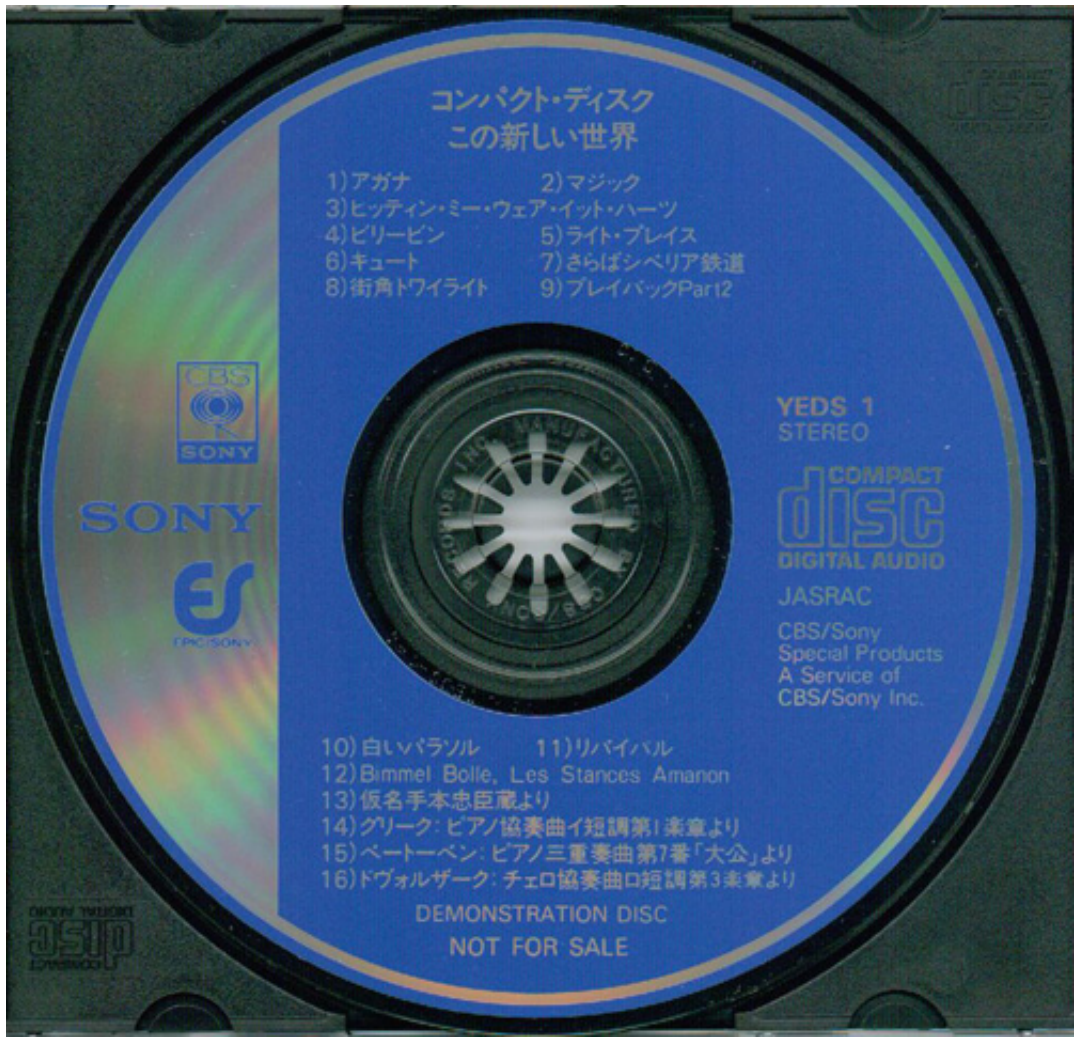 コンパクト・ディスク
この新しい世界
1)アガナ 2)マジック
3)ヒッティン・ミー・ウェア・イット・ハーツ
4)ビリービン 5)ライト・プレイス
6)キュート 7)さらばシベリア鉄道
8)街角トワイライト 9)プレイバックPart2
CBS
SONY
SONY
ES
EPIC/SONY
YEDS 1
STEREO
COMPACT
disc
DIGITAL AUDIO
JASRAC
CBS/Sony
Special Products
A Service of
CBS/Sony Inc.
MANUFACTURED BY CBS/SONY RECORDS INC.
10)白いパラソル 11)リバイバル
12)Bimmel Bolle, Les Stances Amanon
13)仮名手本忠臣蔵より
14)グリーク:ピアノ協奏曲イ短調第1楽章より
15)ベートーベン:ピアノ三重奏曲第7番「大公」より
16)ドヴォルザーク:チェロ協奏曲ロ短調第3楽章より
DEMONSTRATION DISC
NOT FOR SALE
COMPACT
disc
DIGITAL AUDIO